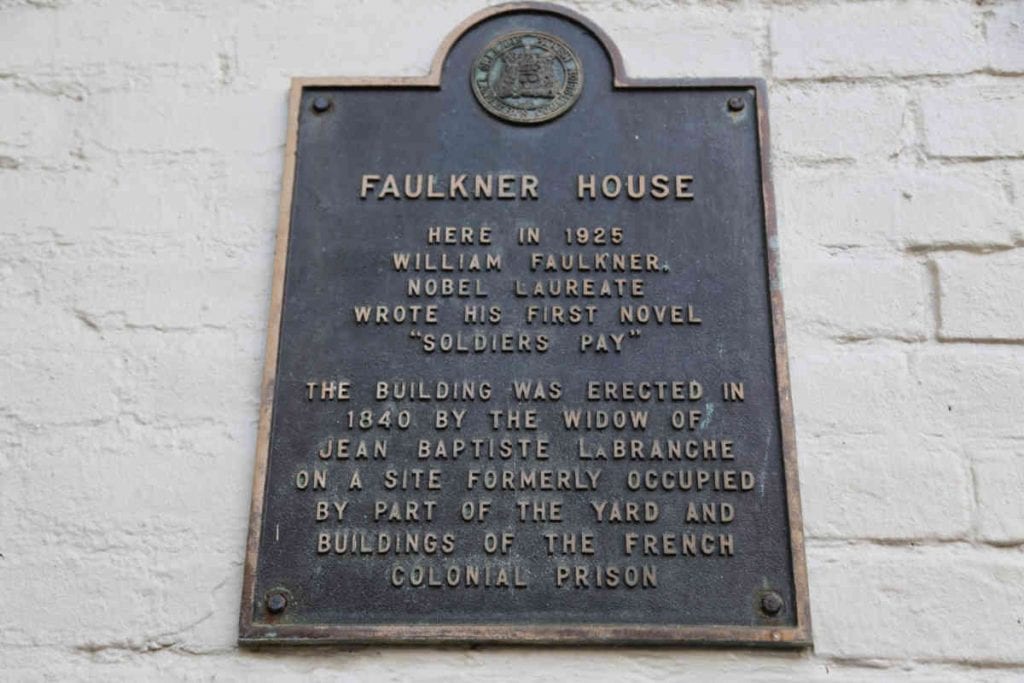 FAULKNER HOUSE
HERE IN 1925
WILLIAM FAULKNER,
NOBEL LAUREATE
WROTE HIS FIRST NOVEL
"SOLDIERS PAY"
THE BUILDING WAS ERECTED IN
1840 BY THE WIDOW OF
JEAN BAPTISTE LABRANCHE
ON A SITE FORMERLY OCCUPIED
BY PART OF THE YARD AND
BUILDINGS OF THE FRENCH
COLONIAL PRISON